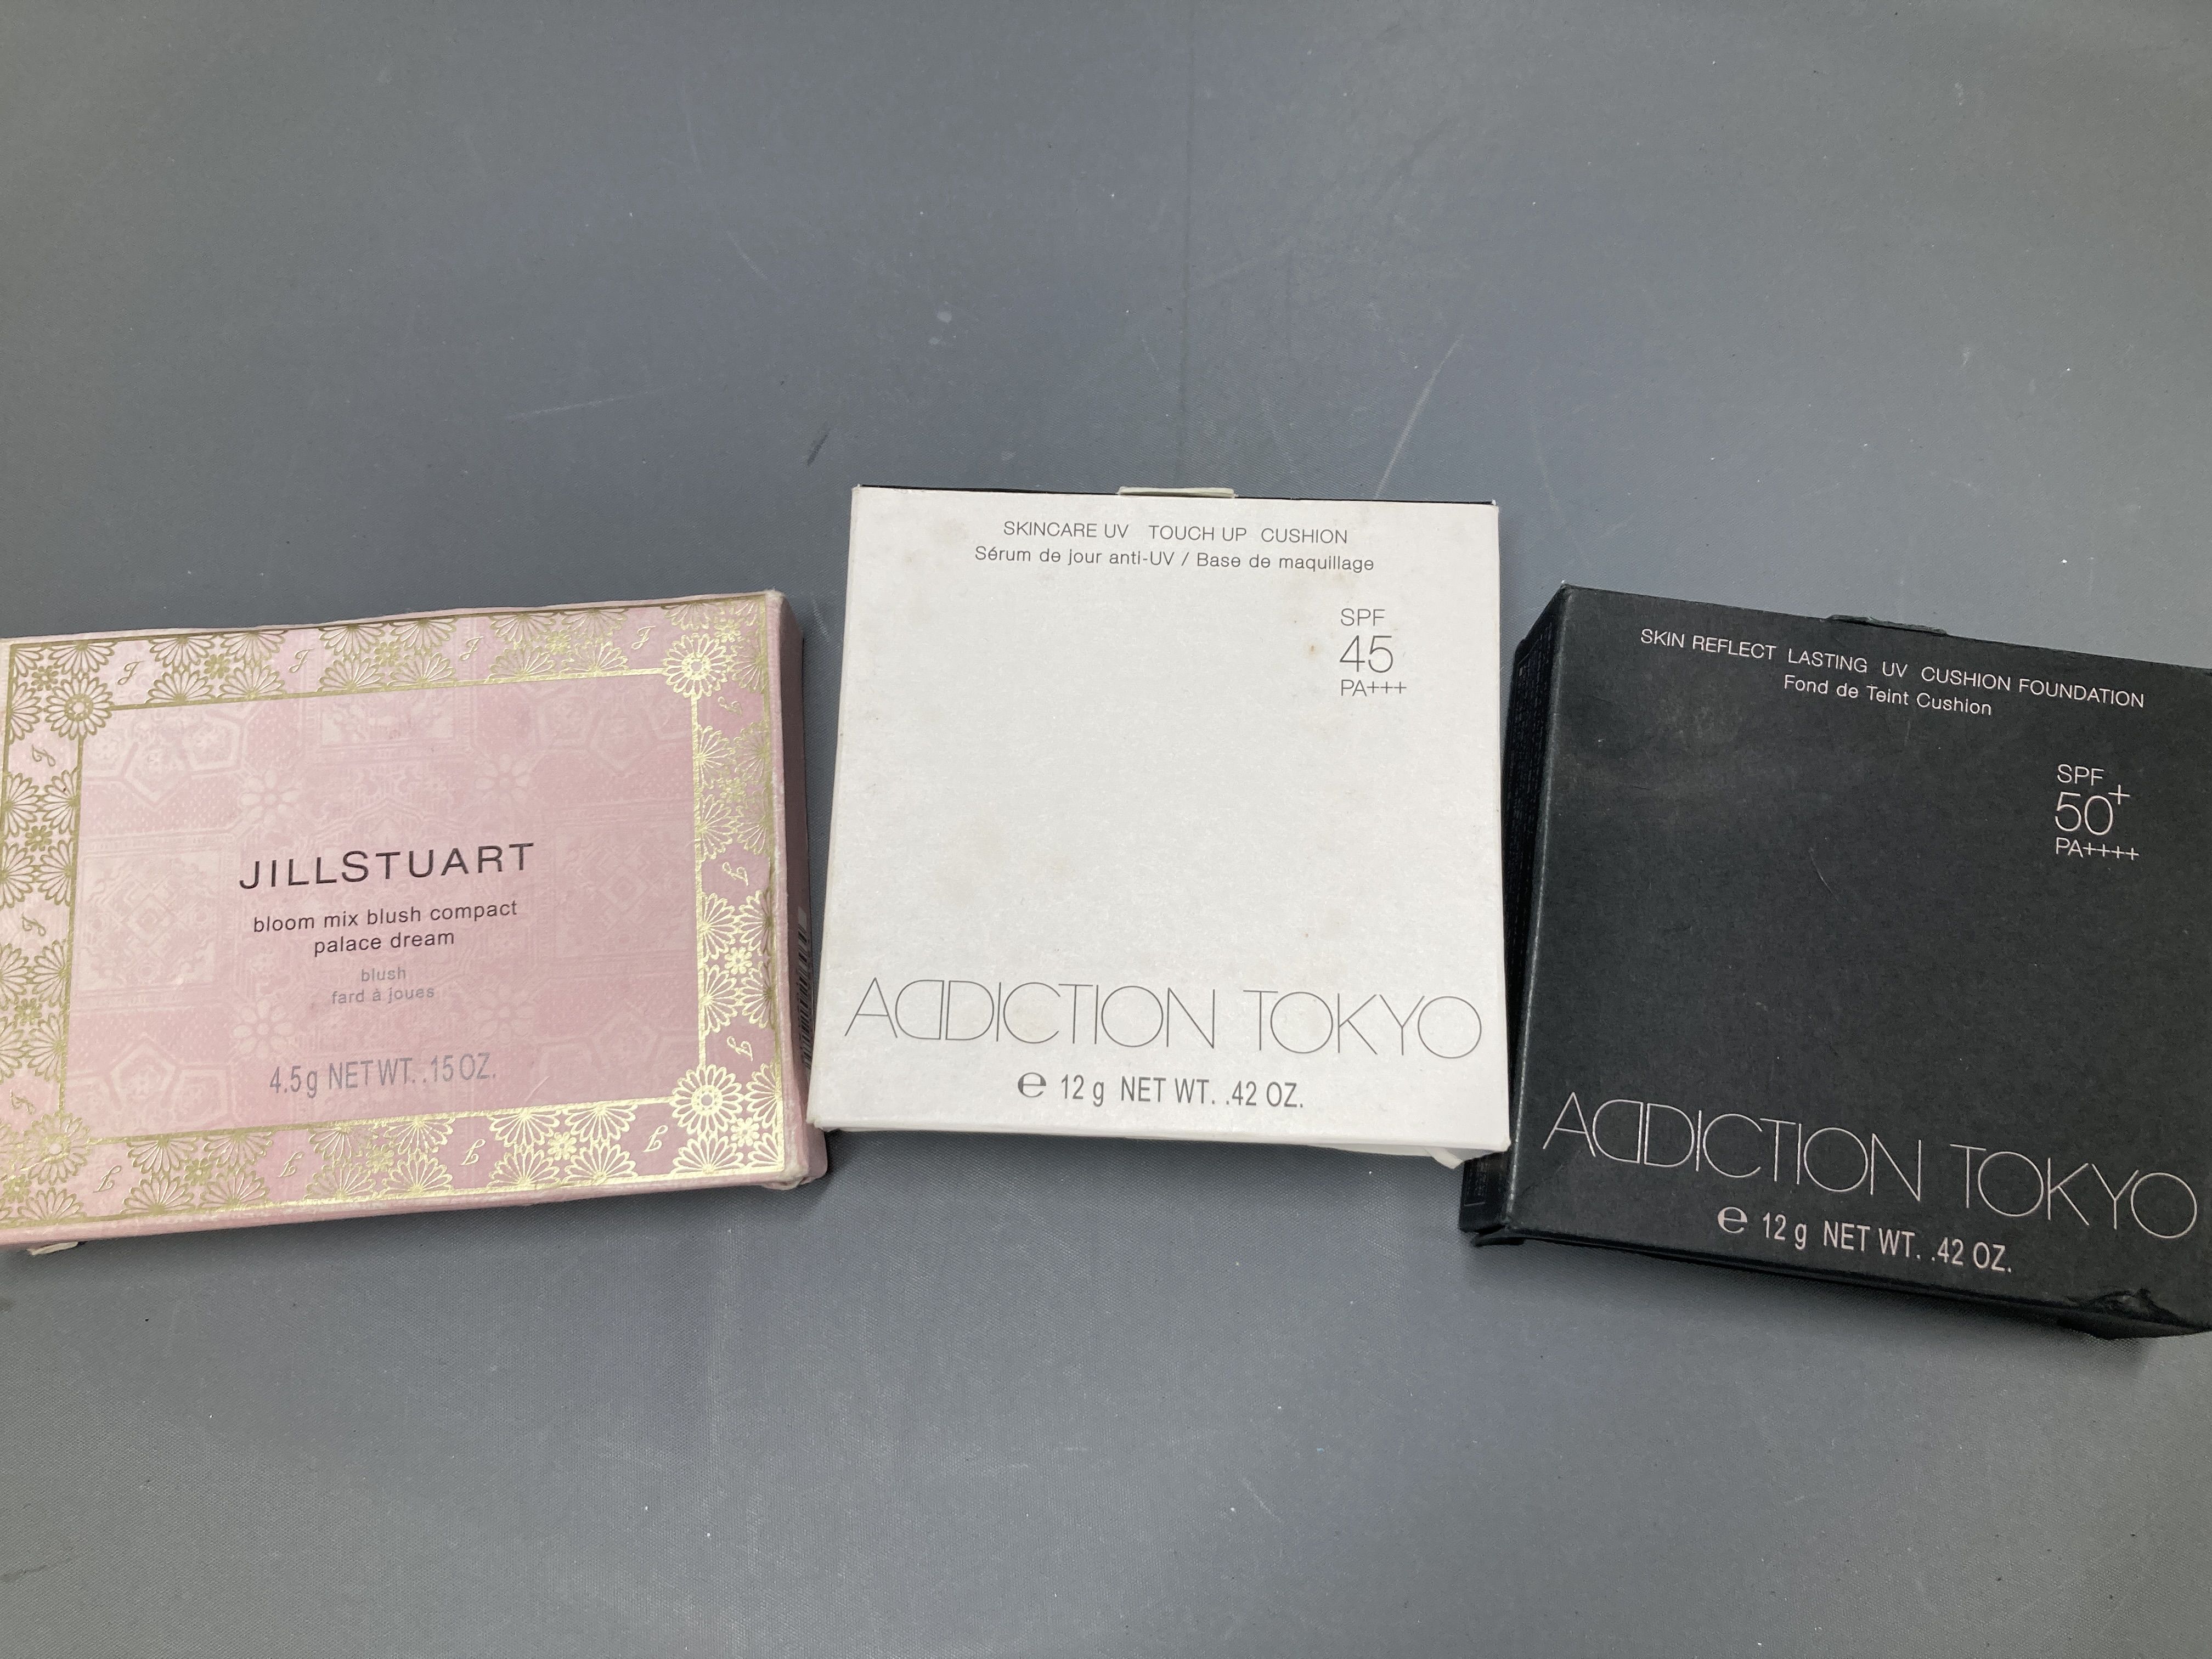 JILLSTUART
bloom mix blush compact
palace dream
blush
fard à joues
4.5g NET WT. .15 OZ.
SKINCARE UV TOUCH UP CUSHION
Sérum de jour anti-UV / Base de maquillage
SPF
45
PA+++
ADDICTION TOKYO
e 12 g NET WT. .42 OZ.
SKIN REFLECT LASTING UV CUSHION FOUNDATION
Fond de Teint Cushion
SPF
50+
PA++++
ADDICTION TOKYO
e 12 g NET WT. .42 OZ.